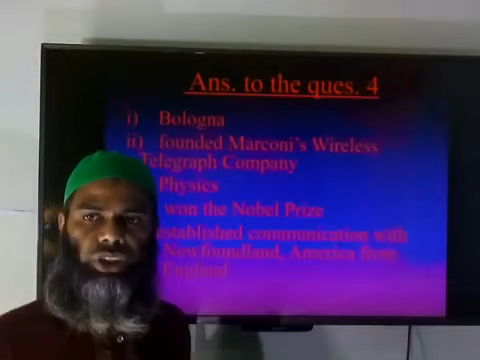 Ans. to the ques. 4
i) Bologna
ii) founded Marconi's Wireless
Telegraph Company
Physics
won the Nobel Prize
established communication with
Newfoundland, America from
England